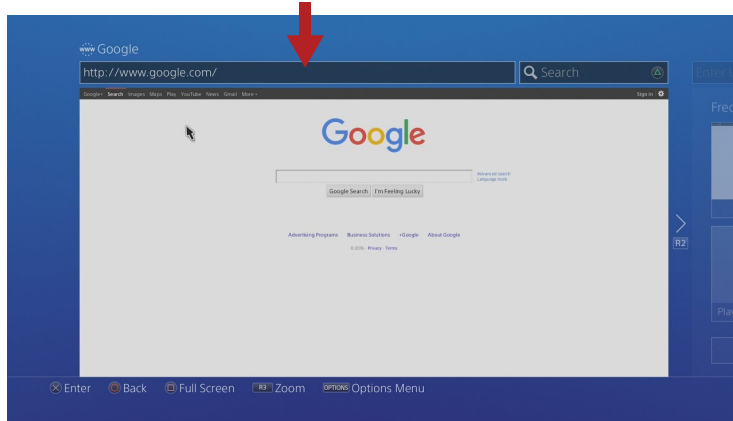 www Google
http://www.google.com/
Search
Enter
Google+ Search Images Maps Play YouTube News Gmail More
Sign in
Google
Advanced search
Language tools
Google Search I'm Feeling Lucky
Advertising Programs Business Solutions +Google About Google
Privacy - Terms
R2
Enter Back Full Screen R3 Zoom OPTIONS Options Menu